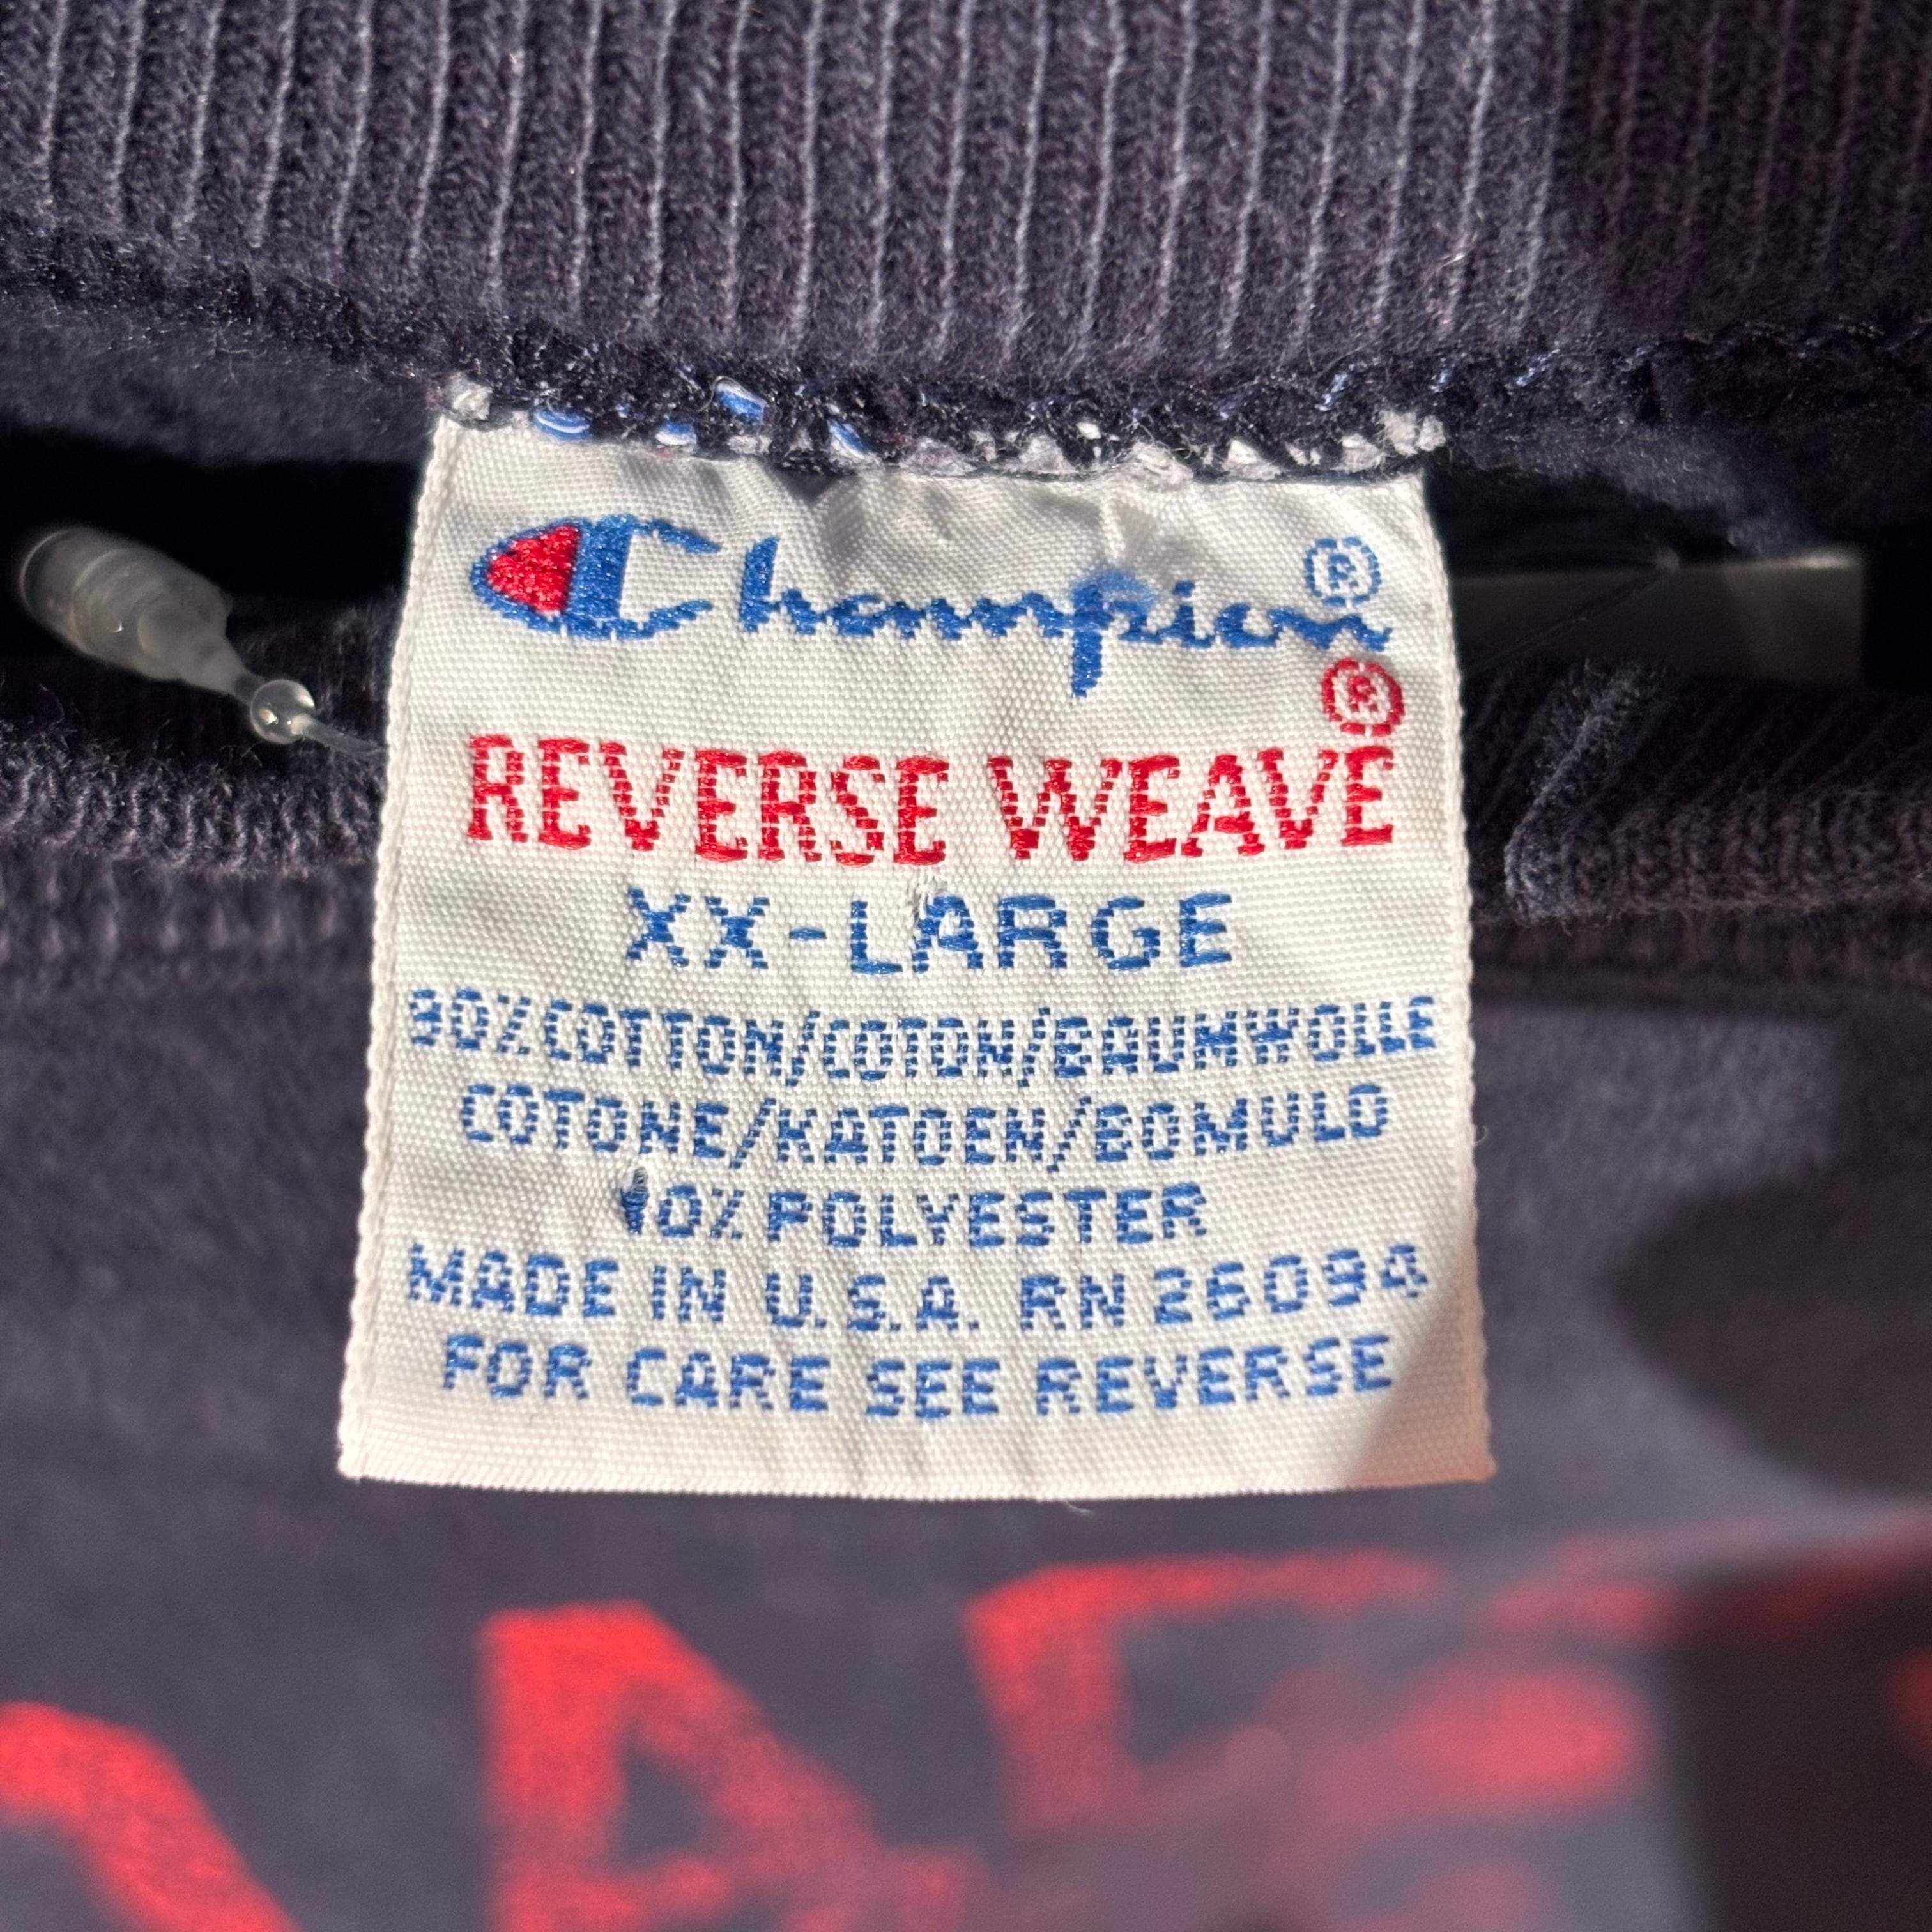 Champion®
®
REVERSE WEAVE
XX-LARGE
90% COTTON/COTON/BAUMWOLLE
COTONE/KATOEN/BOMULD
10% POLYESTER
MADE IN U.S.A. RN 26094
FOR CARE SEE REVERSE